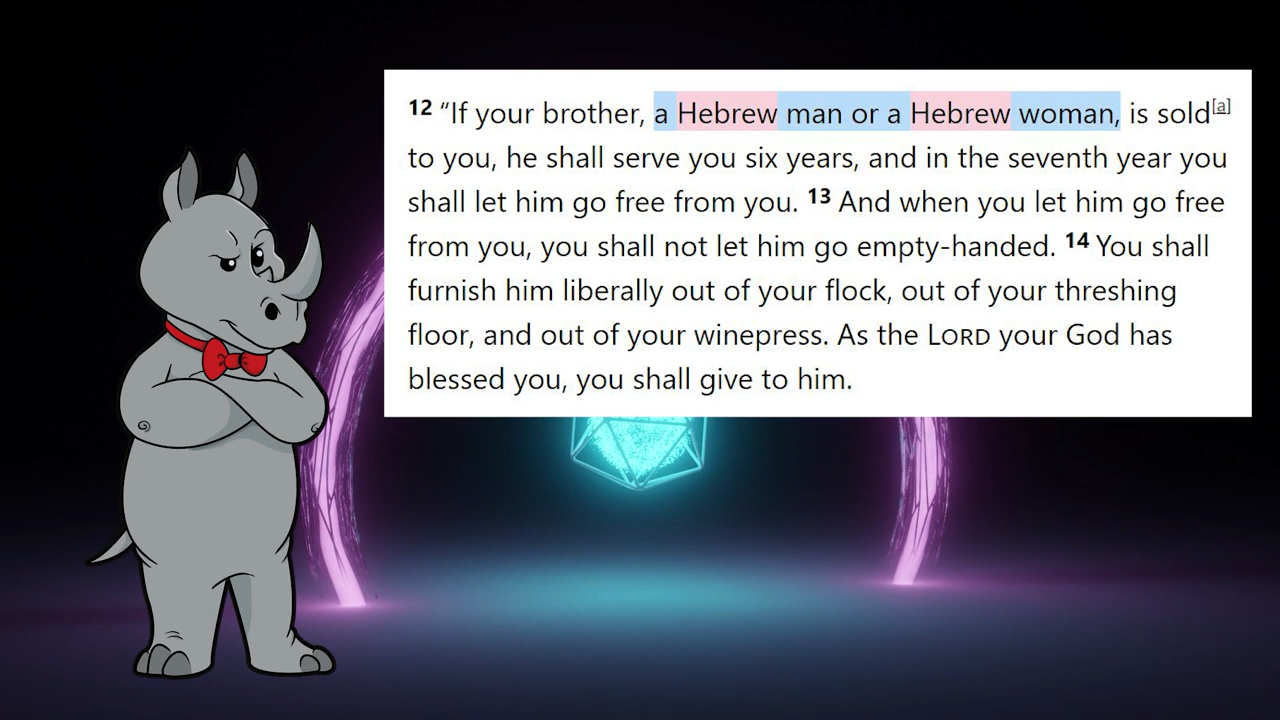 12 “If your brother, a Hebrew man or a Hebrew woman, is sold[a]
to you, he shall serve you six years, and in the seventh year you
shall let him go free from you. 13 And when you let him go free
from you, you shall not let him go empty-handed. 14 You shall
furnish him liberally out of your flock, out of your threshing
floor, and out of your winepress. As the LORD your God has
blessed you, you shall give to him.